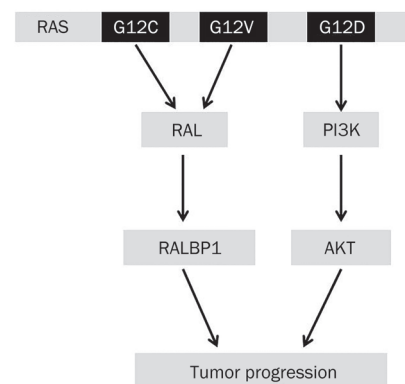 RAS G12C G12V G12D
RAL PI3K
RALBP1 AKT
Tumor progression